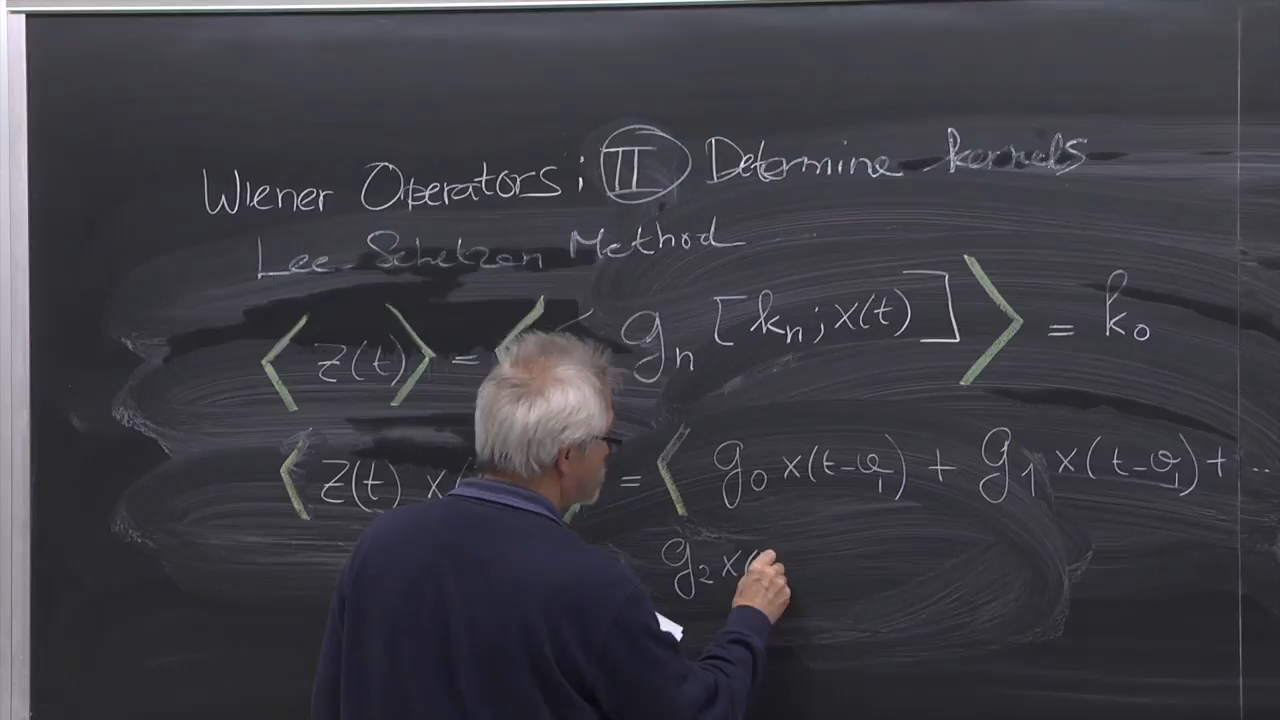 Wiener Operators: II Determine kernels
Lee-Schetzen Method
⟨z(t)⟩ = ⟨ g_n [k_n; x(t)] ⟩ = k_0
⟨z(t) x( = ⟨ g_0 x(t-σ_1) + g_1 x(t-σ_1) + ...
g_2 x(